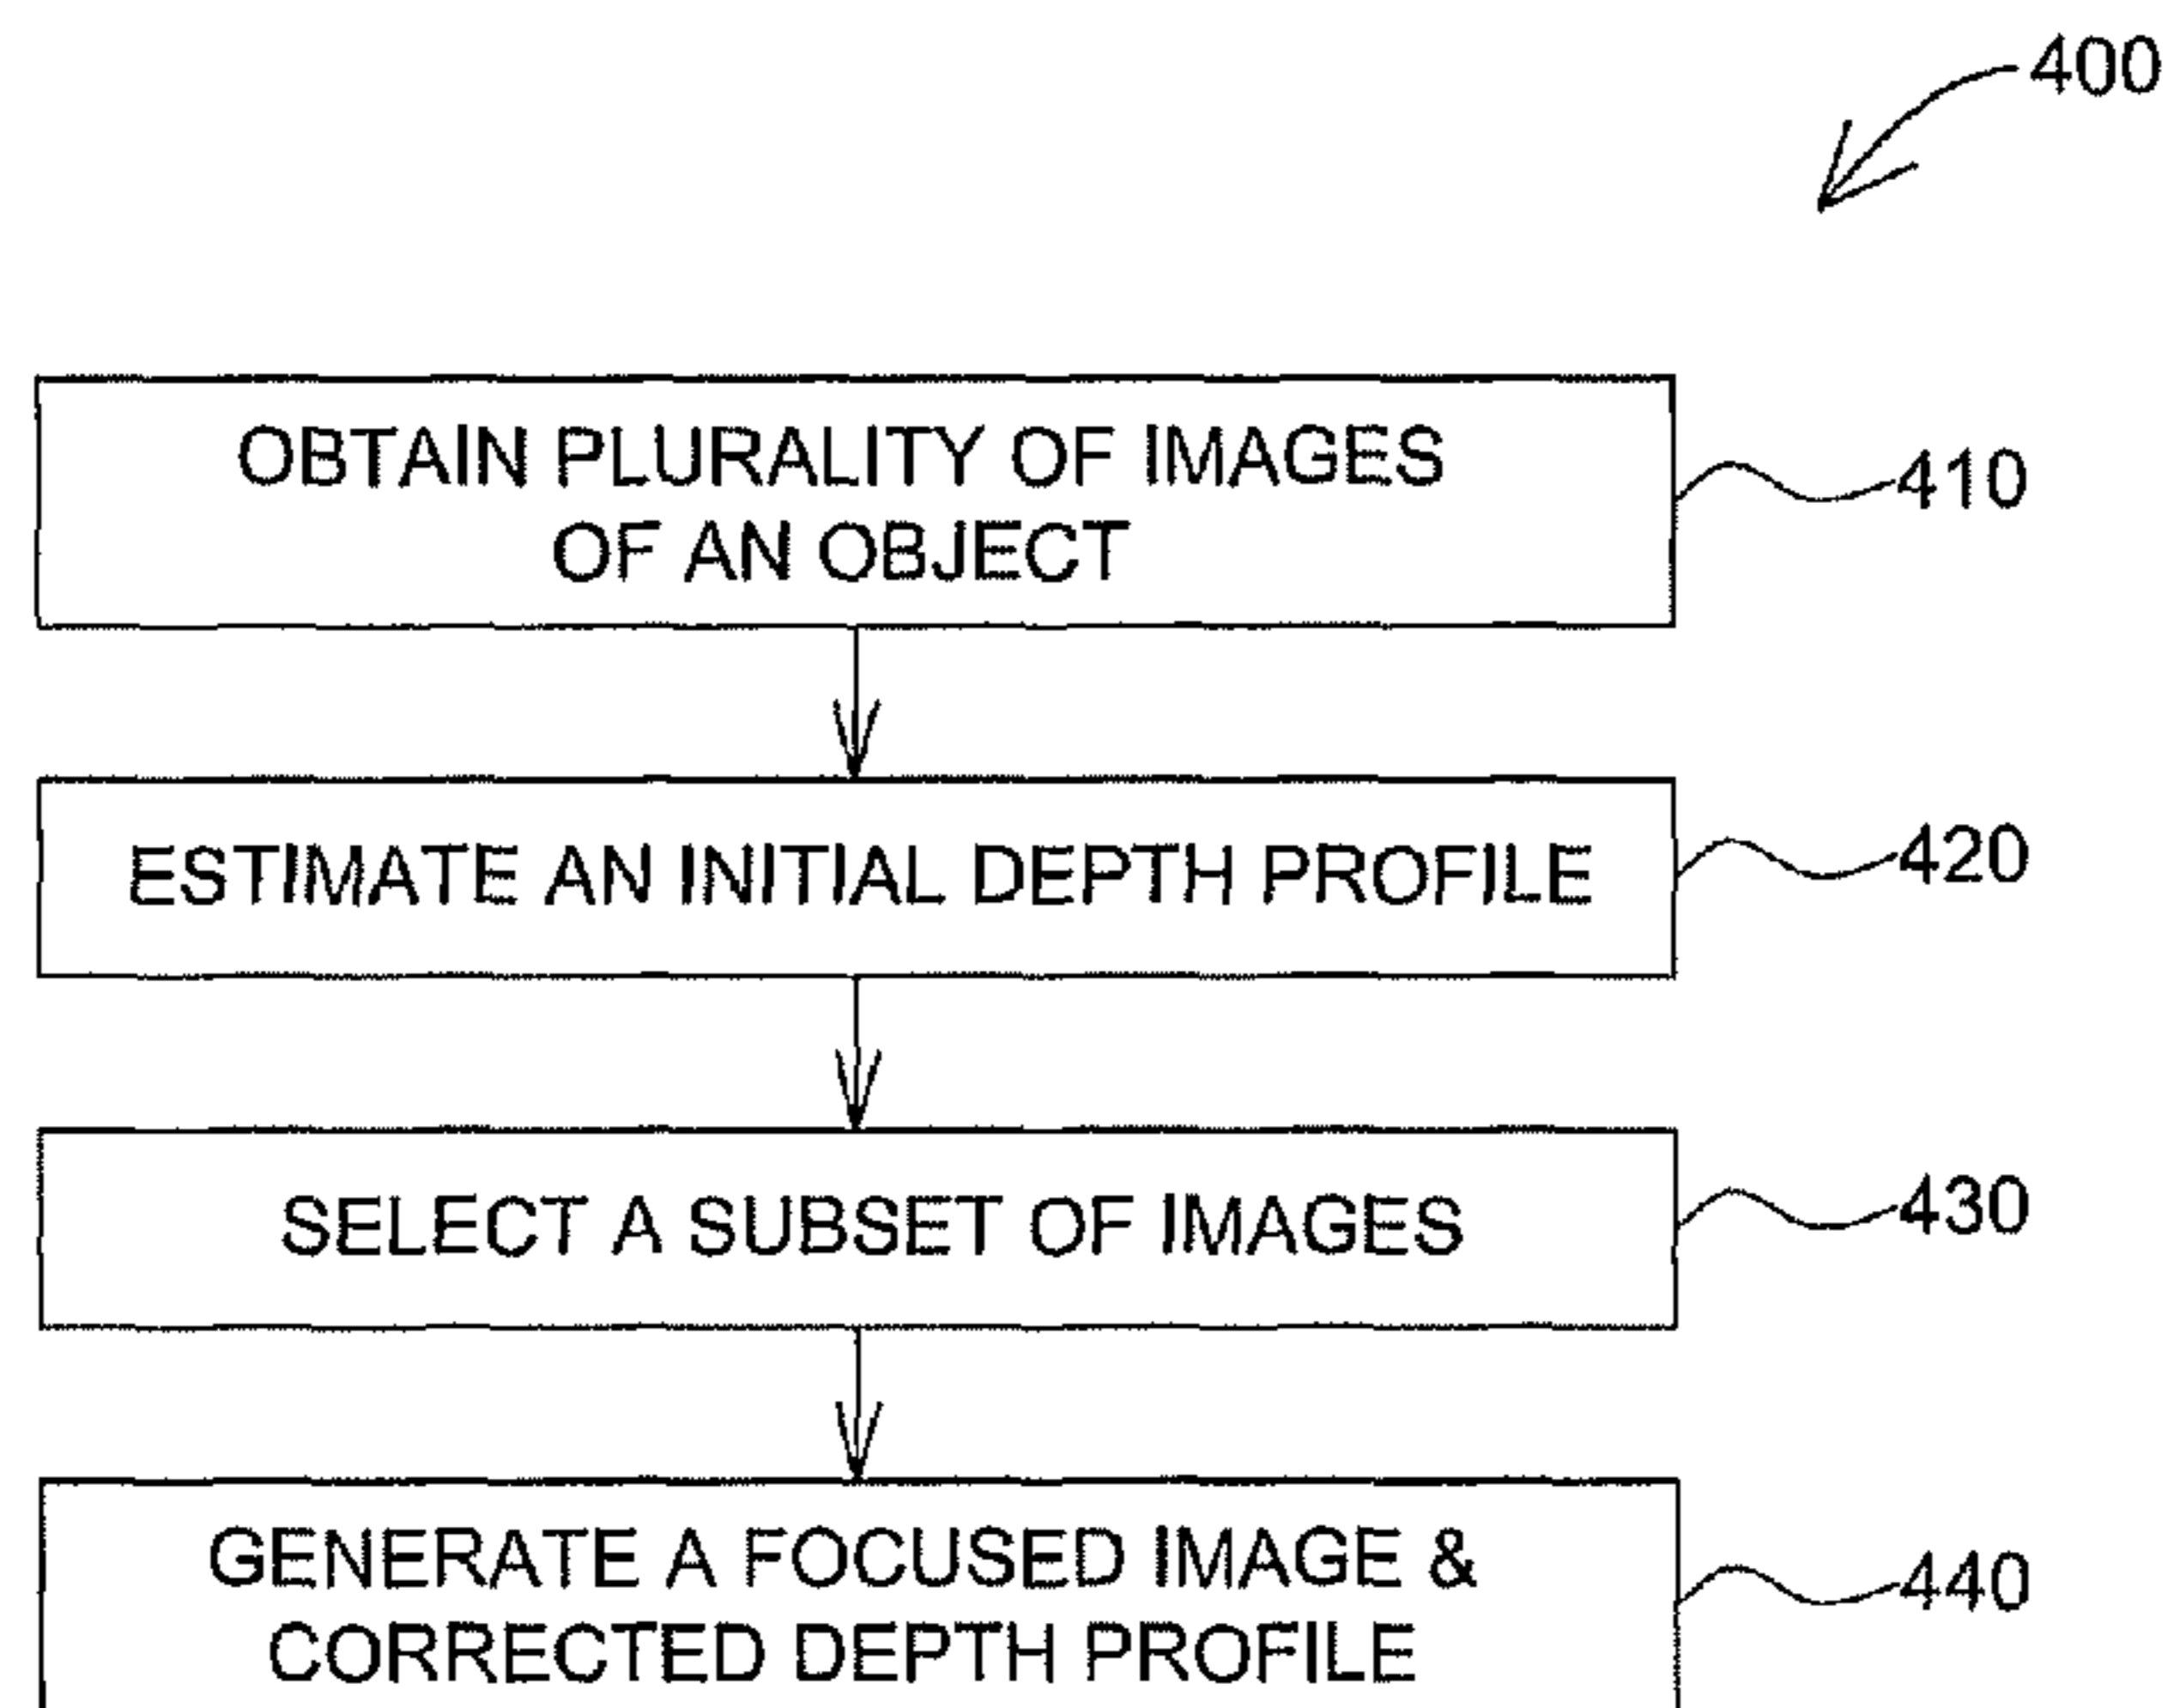 400
OBTAIN PLURALITY OF IMAGES
OF AN OBJECT
410
ESTIMATE AN INITIAL DEPTH PROFILE
420
SELECT A SUBSET OF IMAGES
430
GENERATE A FOCUSED IMAGE &
CORRECTED DEPTH PROFILE
440